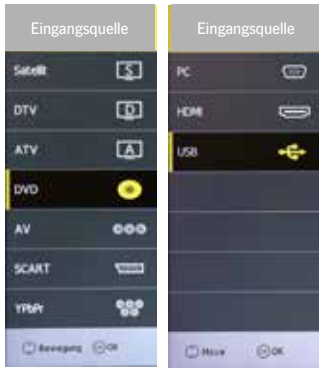 Eingangsquelle
Satellit
S
DTV
D
ATV
A
DVD
AV
SCART
YPbPr
Bewegung OK
Eingangsquelle
PC
HDMI
USB
Move OK